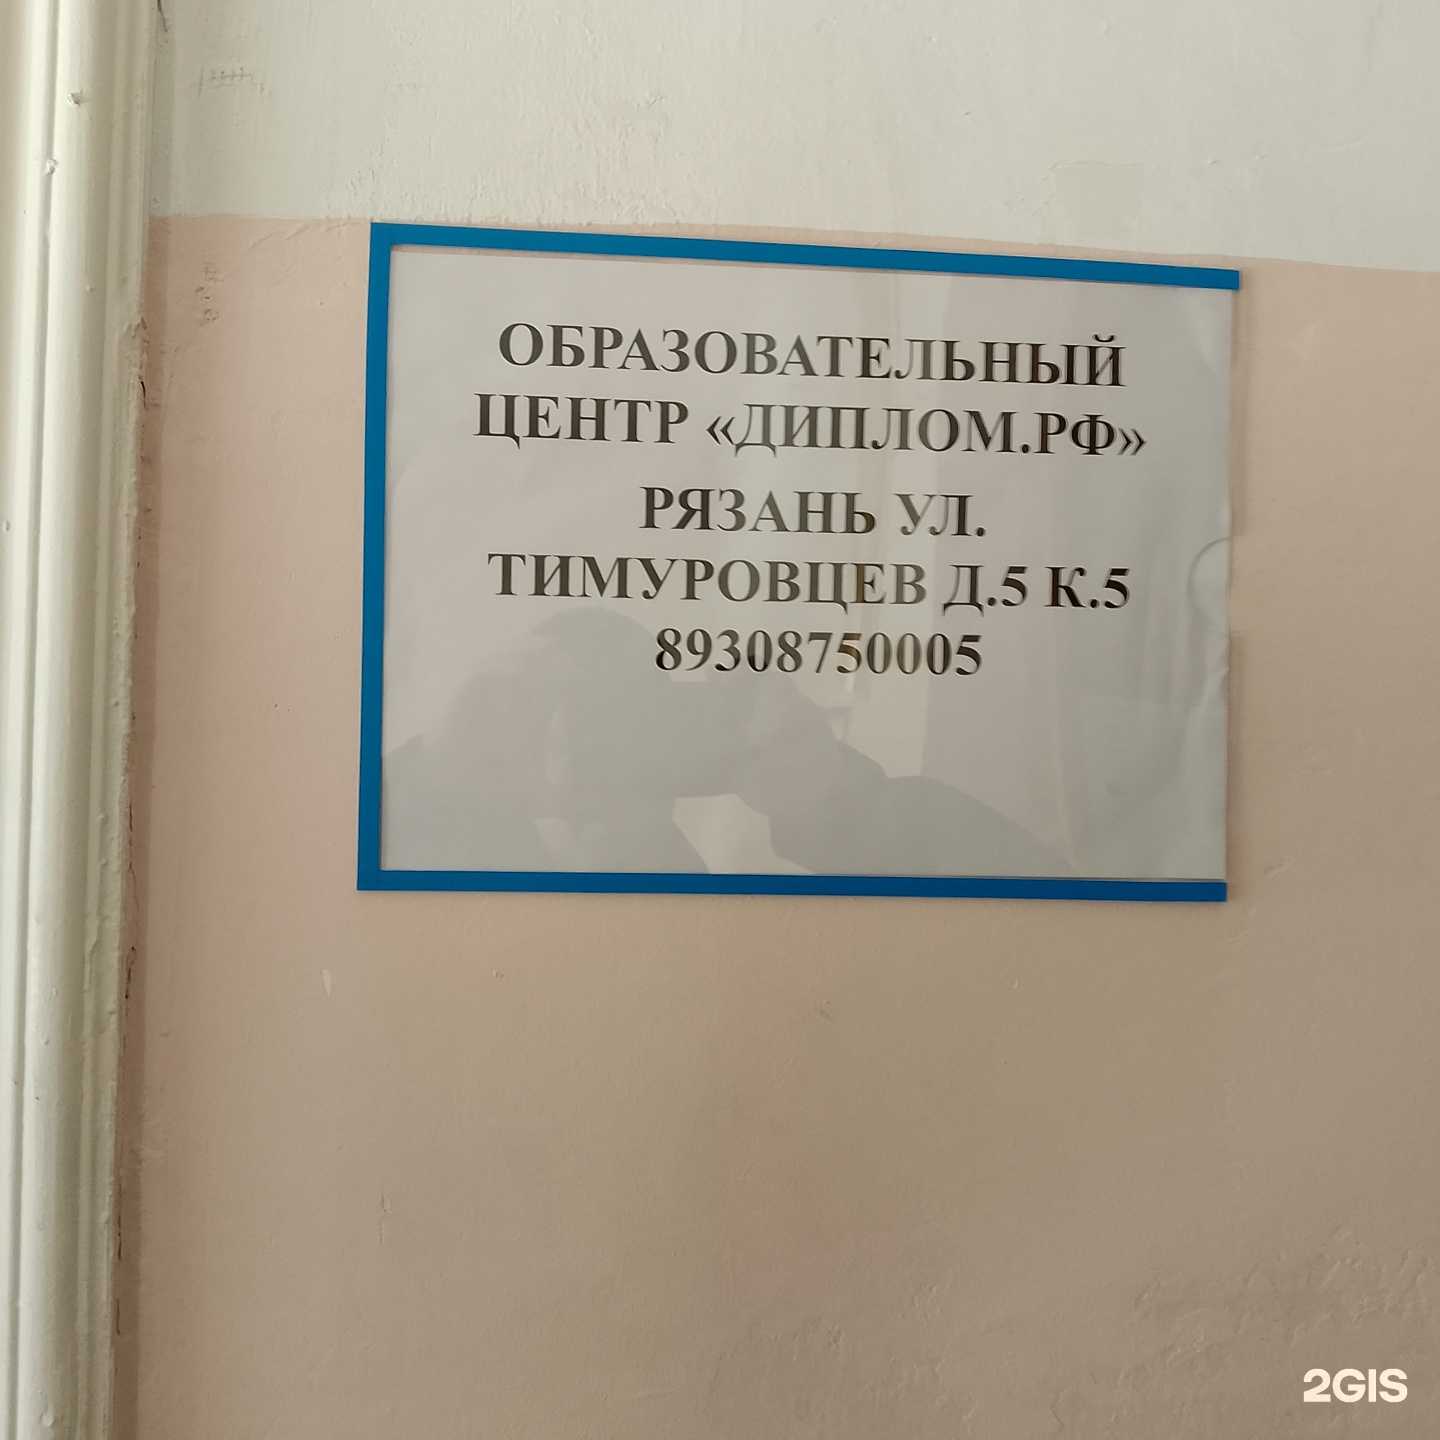 ОБРАЗОВАТЕЛЬНЫЙ
ЦЕНТР «ДИПЛОМ.РФ»
РЯЗАНЬ УЛ.
ТИМУРОВЦЕВ Д.5 К.5
89308750005
2GIS